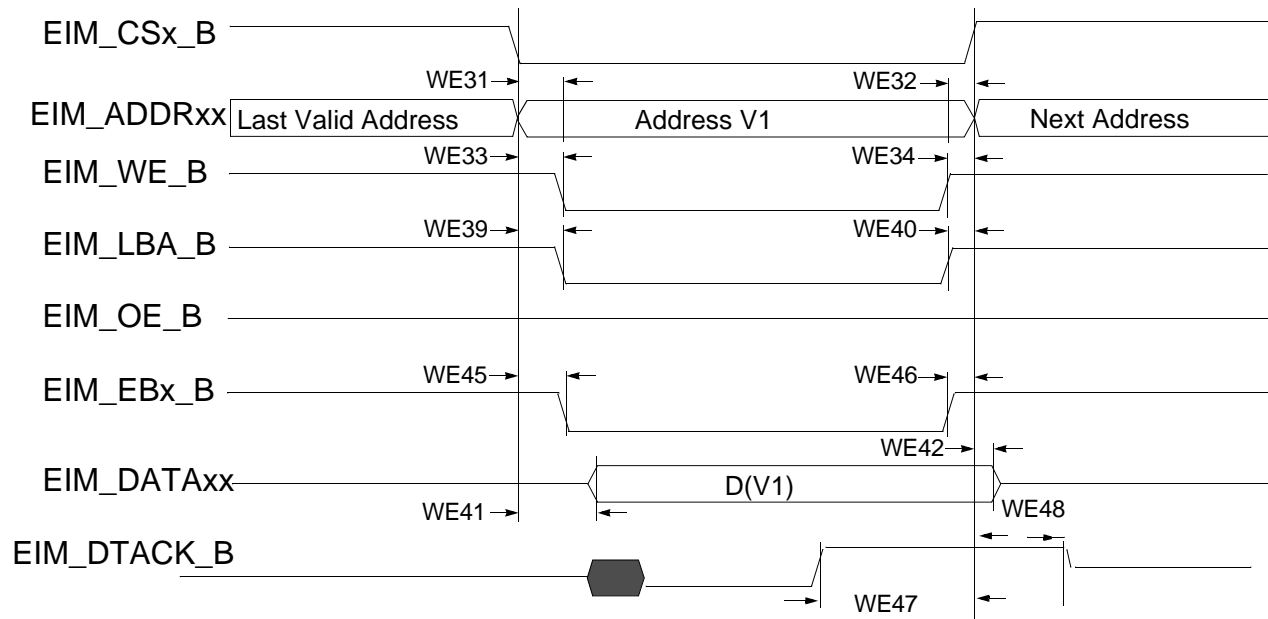 EIM_CSx_B
WE31
WE32
EIM_ADDRxx
Last Valid Address
Address V1
Next Address
WE33
WE34
EIM_WE_B
WE39
WE40
EIM_LBA_B
EIM_OE_B
WE45
WE46
EIM_EBx_B
WE42
EIM_DATAxx
D(V1)
WE41
WE48
EIM_DTACK_B
WE47